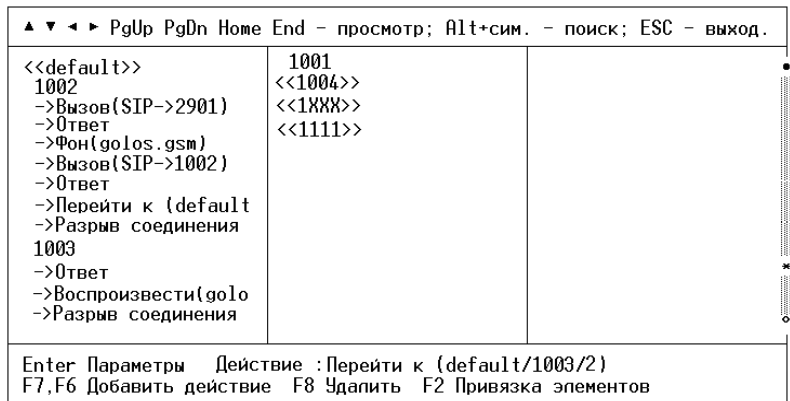 ▲ ▼ ◄ ► PgUp PgDn Home End - просмотр; Alt+сим. - поиск; ESC - выход.
<<default>>
1002
->Вызов(SIP->2901)
->Ответ
->Фон(golos.gsm)
->Вызов(SIP->1002)
->Ответ
->Перейти к (default
->Разрыв соединения
1003
->Ответ
->Воспроизвести(golo
->Разрыв соединения
1001
<<1004>>
<<1XXX>>
<<1111>>
Enter Параметры Действие :Перейти к (default/1003/2)
F7,F6 Добавить действие F8 Удалить F2 Привязка элементов